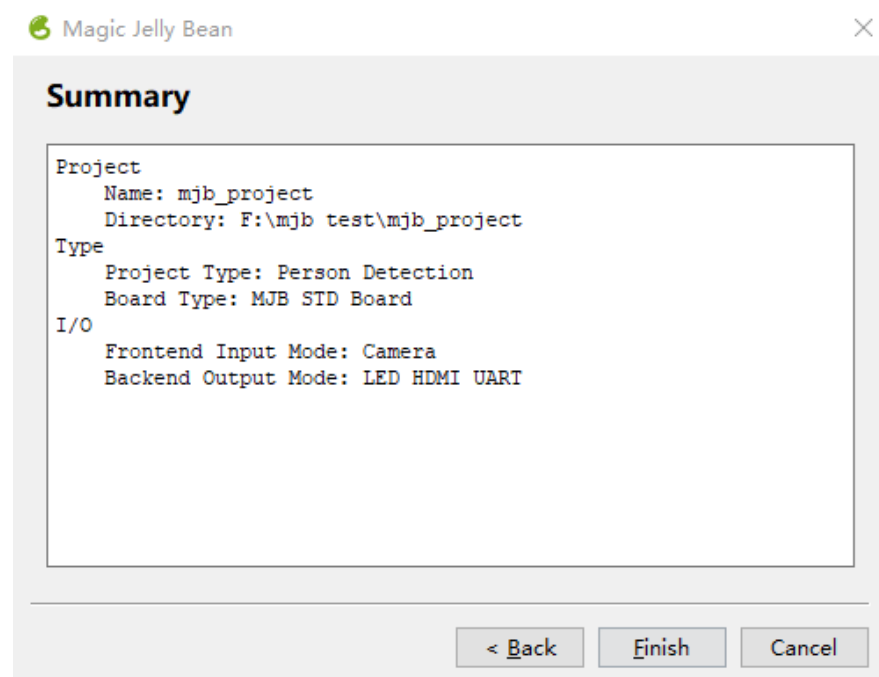 Magic Jelly Bean
Summary
Project
Name: mjb_project
Directory: F:\mjb test\mjb_project
Type
Project Type: Person Detection
Board Type: MJB STD Board
I/O
Frontend Input Mode: Camera
Backend Output Mode: LED HDMI UART
< Back
Finish
Cancel